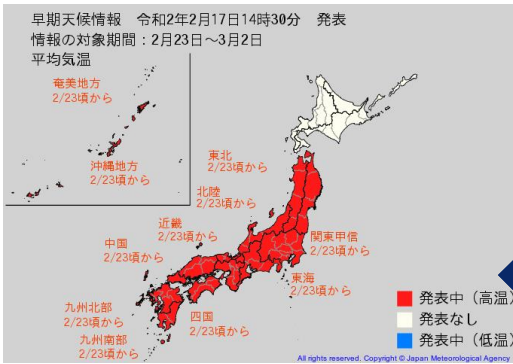 早期天候情報 令和2年2月17日14時30分 発表
情報の対象期間：2月23日～3月2日
平均気温
奄美地方
2/23頃から
沖縄地方
2/23頃から
東北
2/23頃から
北陸
2/23頃から
近畿
2/23頃から
中国
2/23頃から
関東甲信
2/23頃から
東海
2/23頃から
九州北部
2/23頃から
四国
2/23頃から
九州南部
2/23頃から
発表中（高温）
発表なし
発表中（低温）
All rights reserved. Copyright © Japan Meteorological Agency